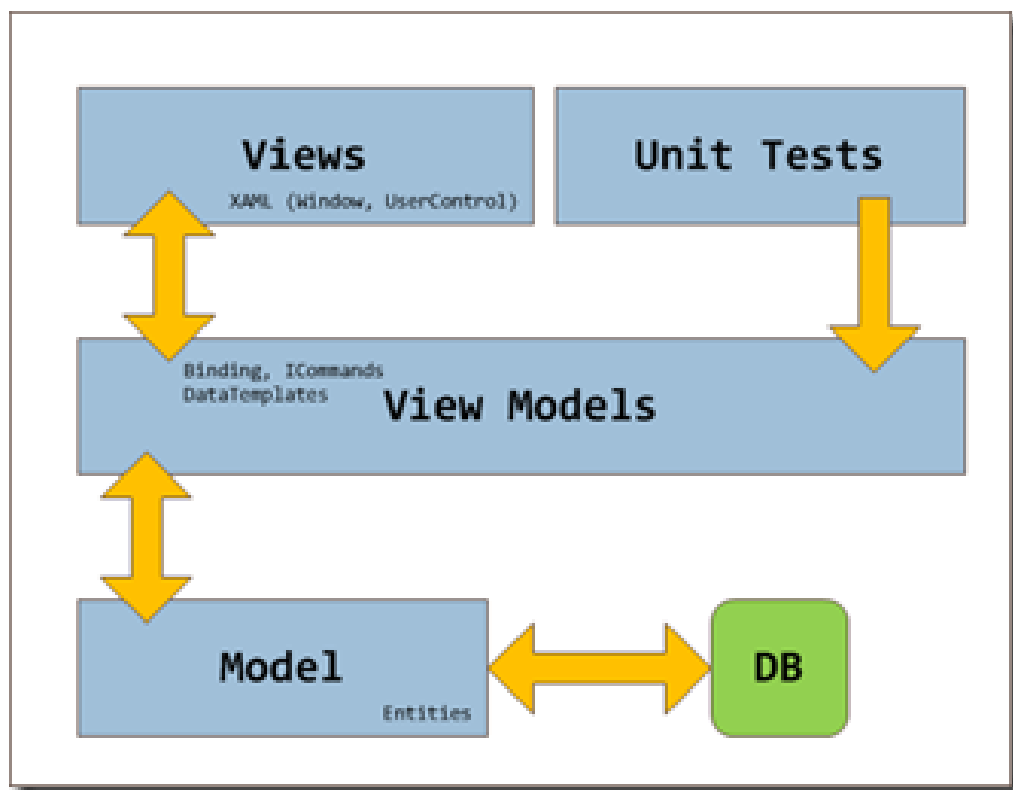 Views
XAML (Window, UserControl)
Unit Tests
Binding, ICommands
DataTemplates
View Models
Model
Entities
DB